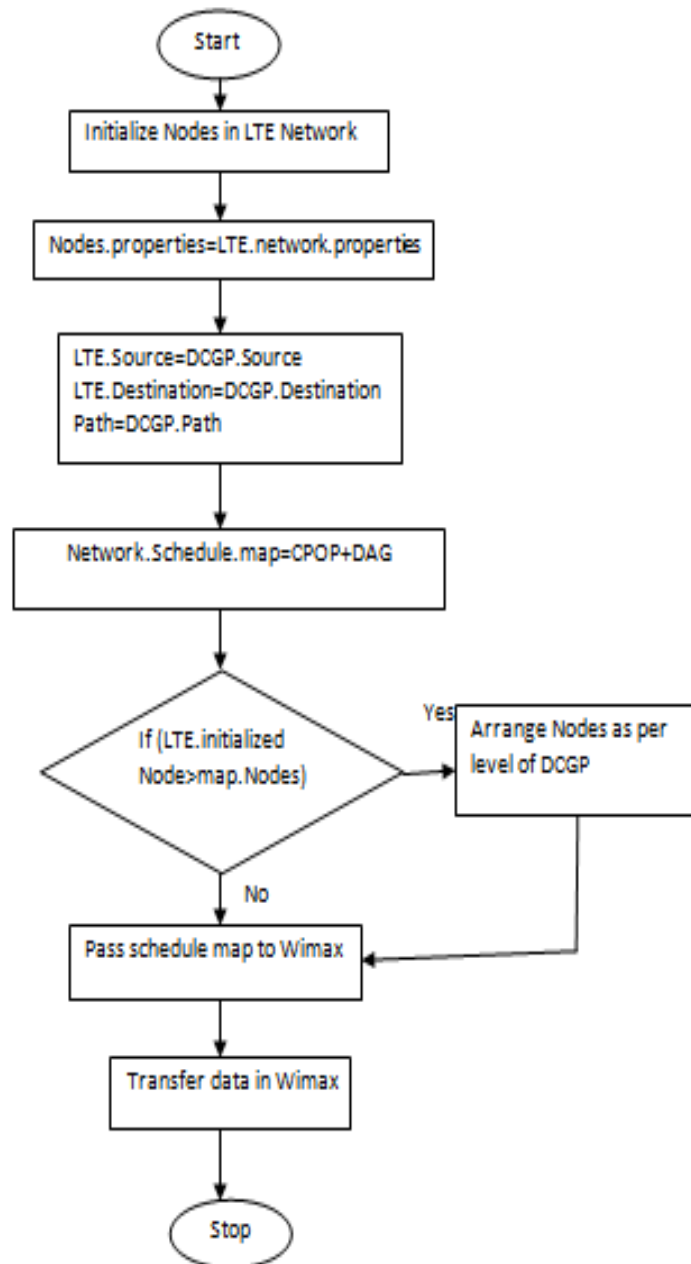 Start
Initialize Nodes in LTE Network
Nodes.properties=LTE.network.properties
LTE.Source=DCGP.Source
LTE.Destination=DCGP.Destination
Path=DCGP.Path
Network.Schedule.map=CPOP+DAG
If (LTE.initialized
Node>map.Nodes)
Yes
Arrange Nodes as per
level of DCGP
No
Pass schedule map to Wimax
Transfer data in Wimax
Stop